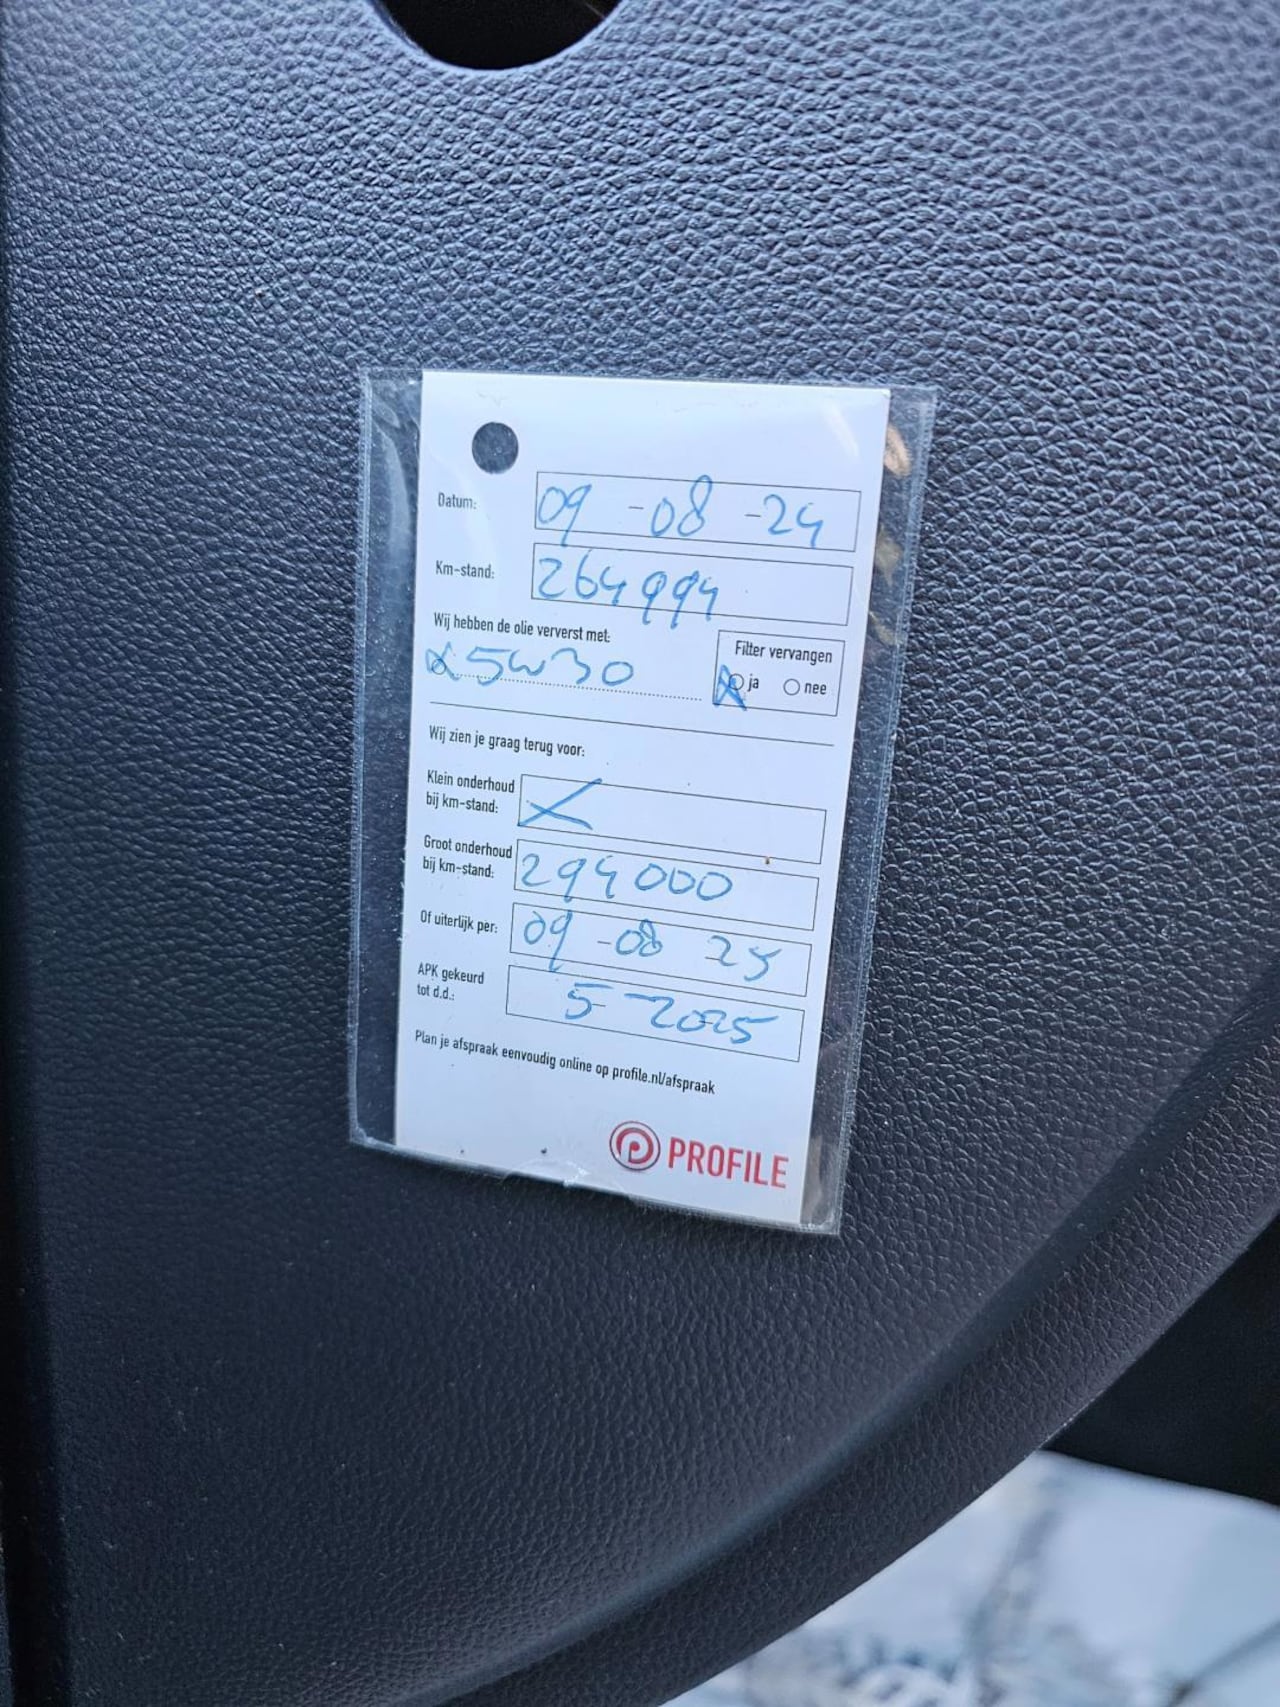 Datum: 09-08-24
Km-stand: 264994
Wij hebben de olie ververst met:
5w30
Filter vervangen
ja nee
Wij zien je graag terug voor:
Klein onderhoud
bij km-stand:
Groot onderhoud
bij km-stand: 294000
Of uiterlijk per: 09-08 25
APK gekeurd
tot d.d.: 5-2025
Plan je afspraak eenvoudig online op profile.nl/afspraak
PROFILE